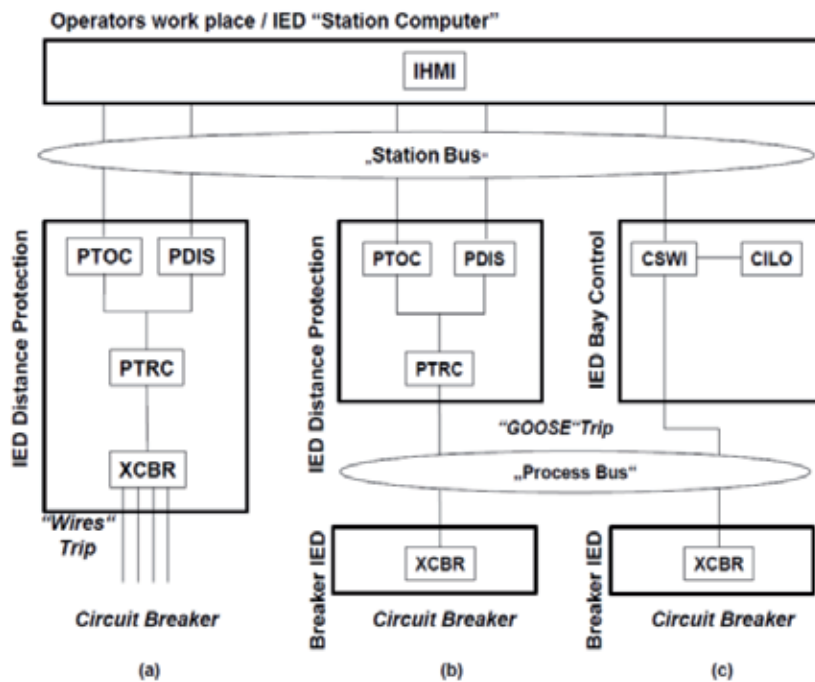 Operators work place / IED “Station Computer”
IHMI
„Station Bus“
IED Distance Protection
PTOC
PDIS
PTRC
XCBR
“Wires“
Trip
Circuit Breaker
(a)
IED Distance Protection
PTOC
PDIS
PTRC
“GOOSE“Trip
„Process Bus“
Breaker IED
XCBR
Circuit Breaker
(b)
IED Bay Control
CSWI
CILO
Breaker IED
XCBR
Circuit Breaker
(c)